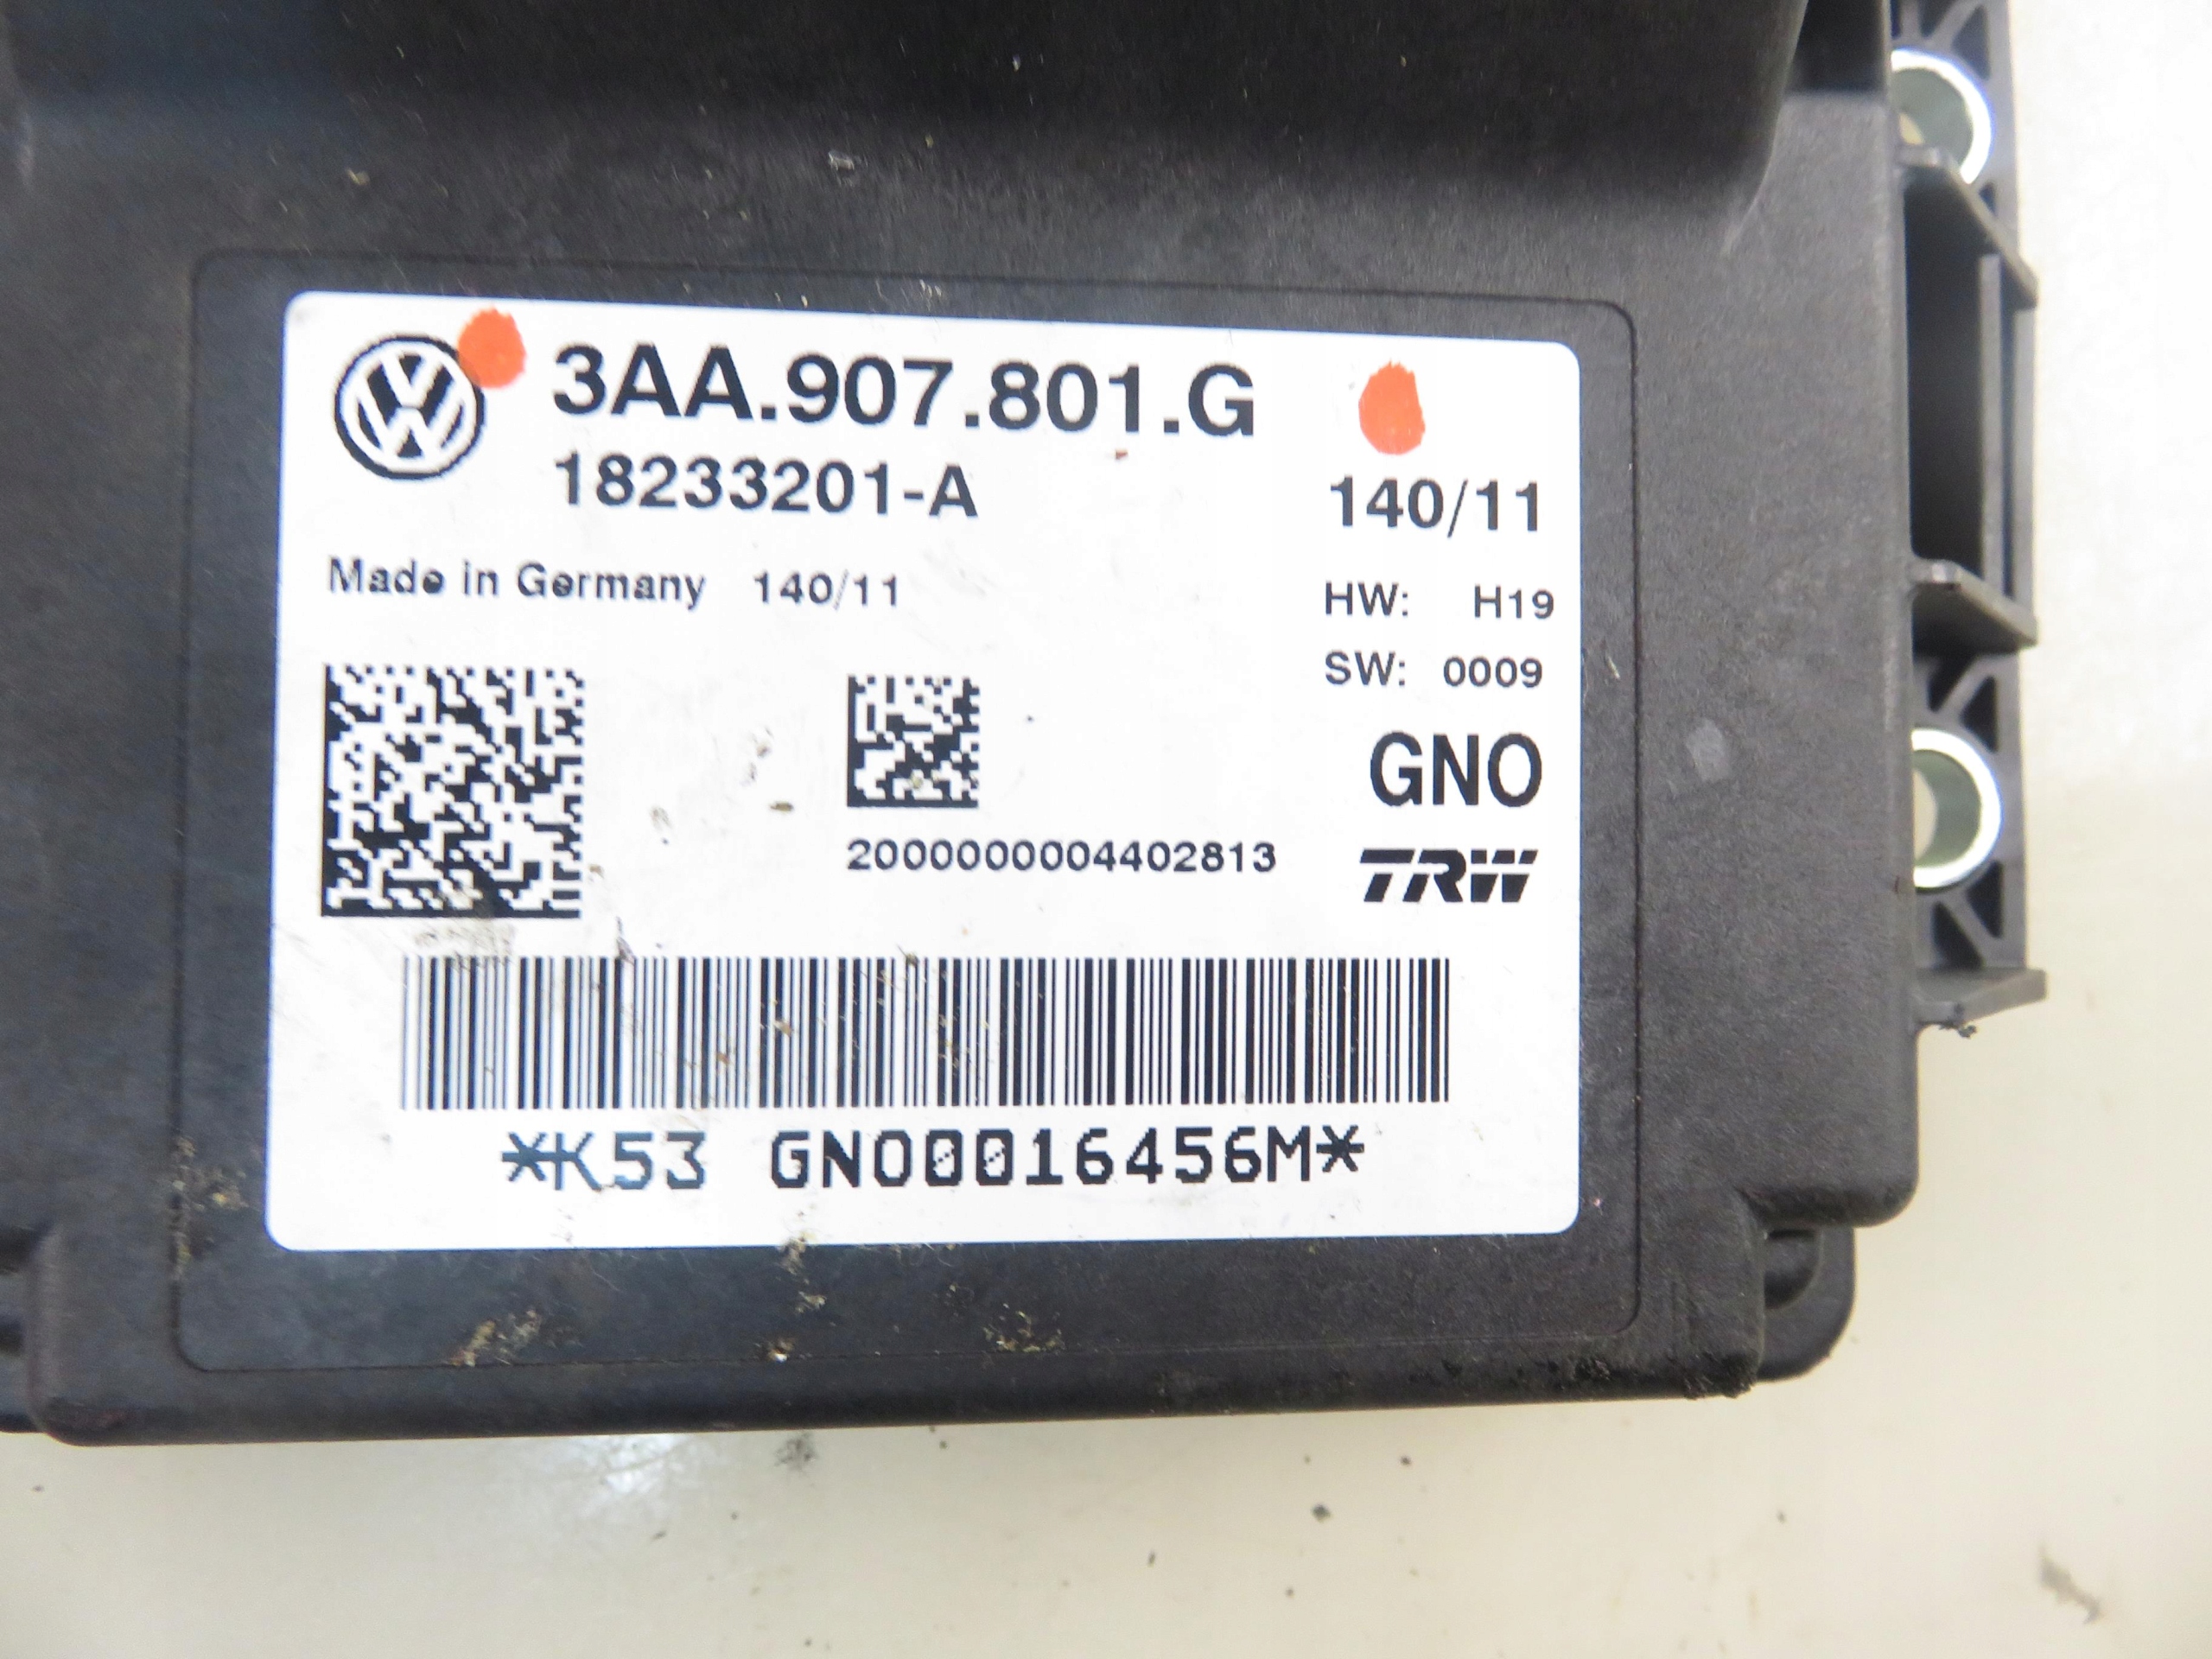 3AA.907.801.G
18233201-A
140/11
Made in Germany 140/11
HW: H19
SW: 0009
GNO
2000000004402813
TRW
*K53 GNO0016456M*